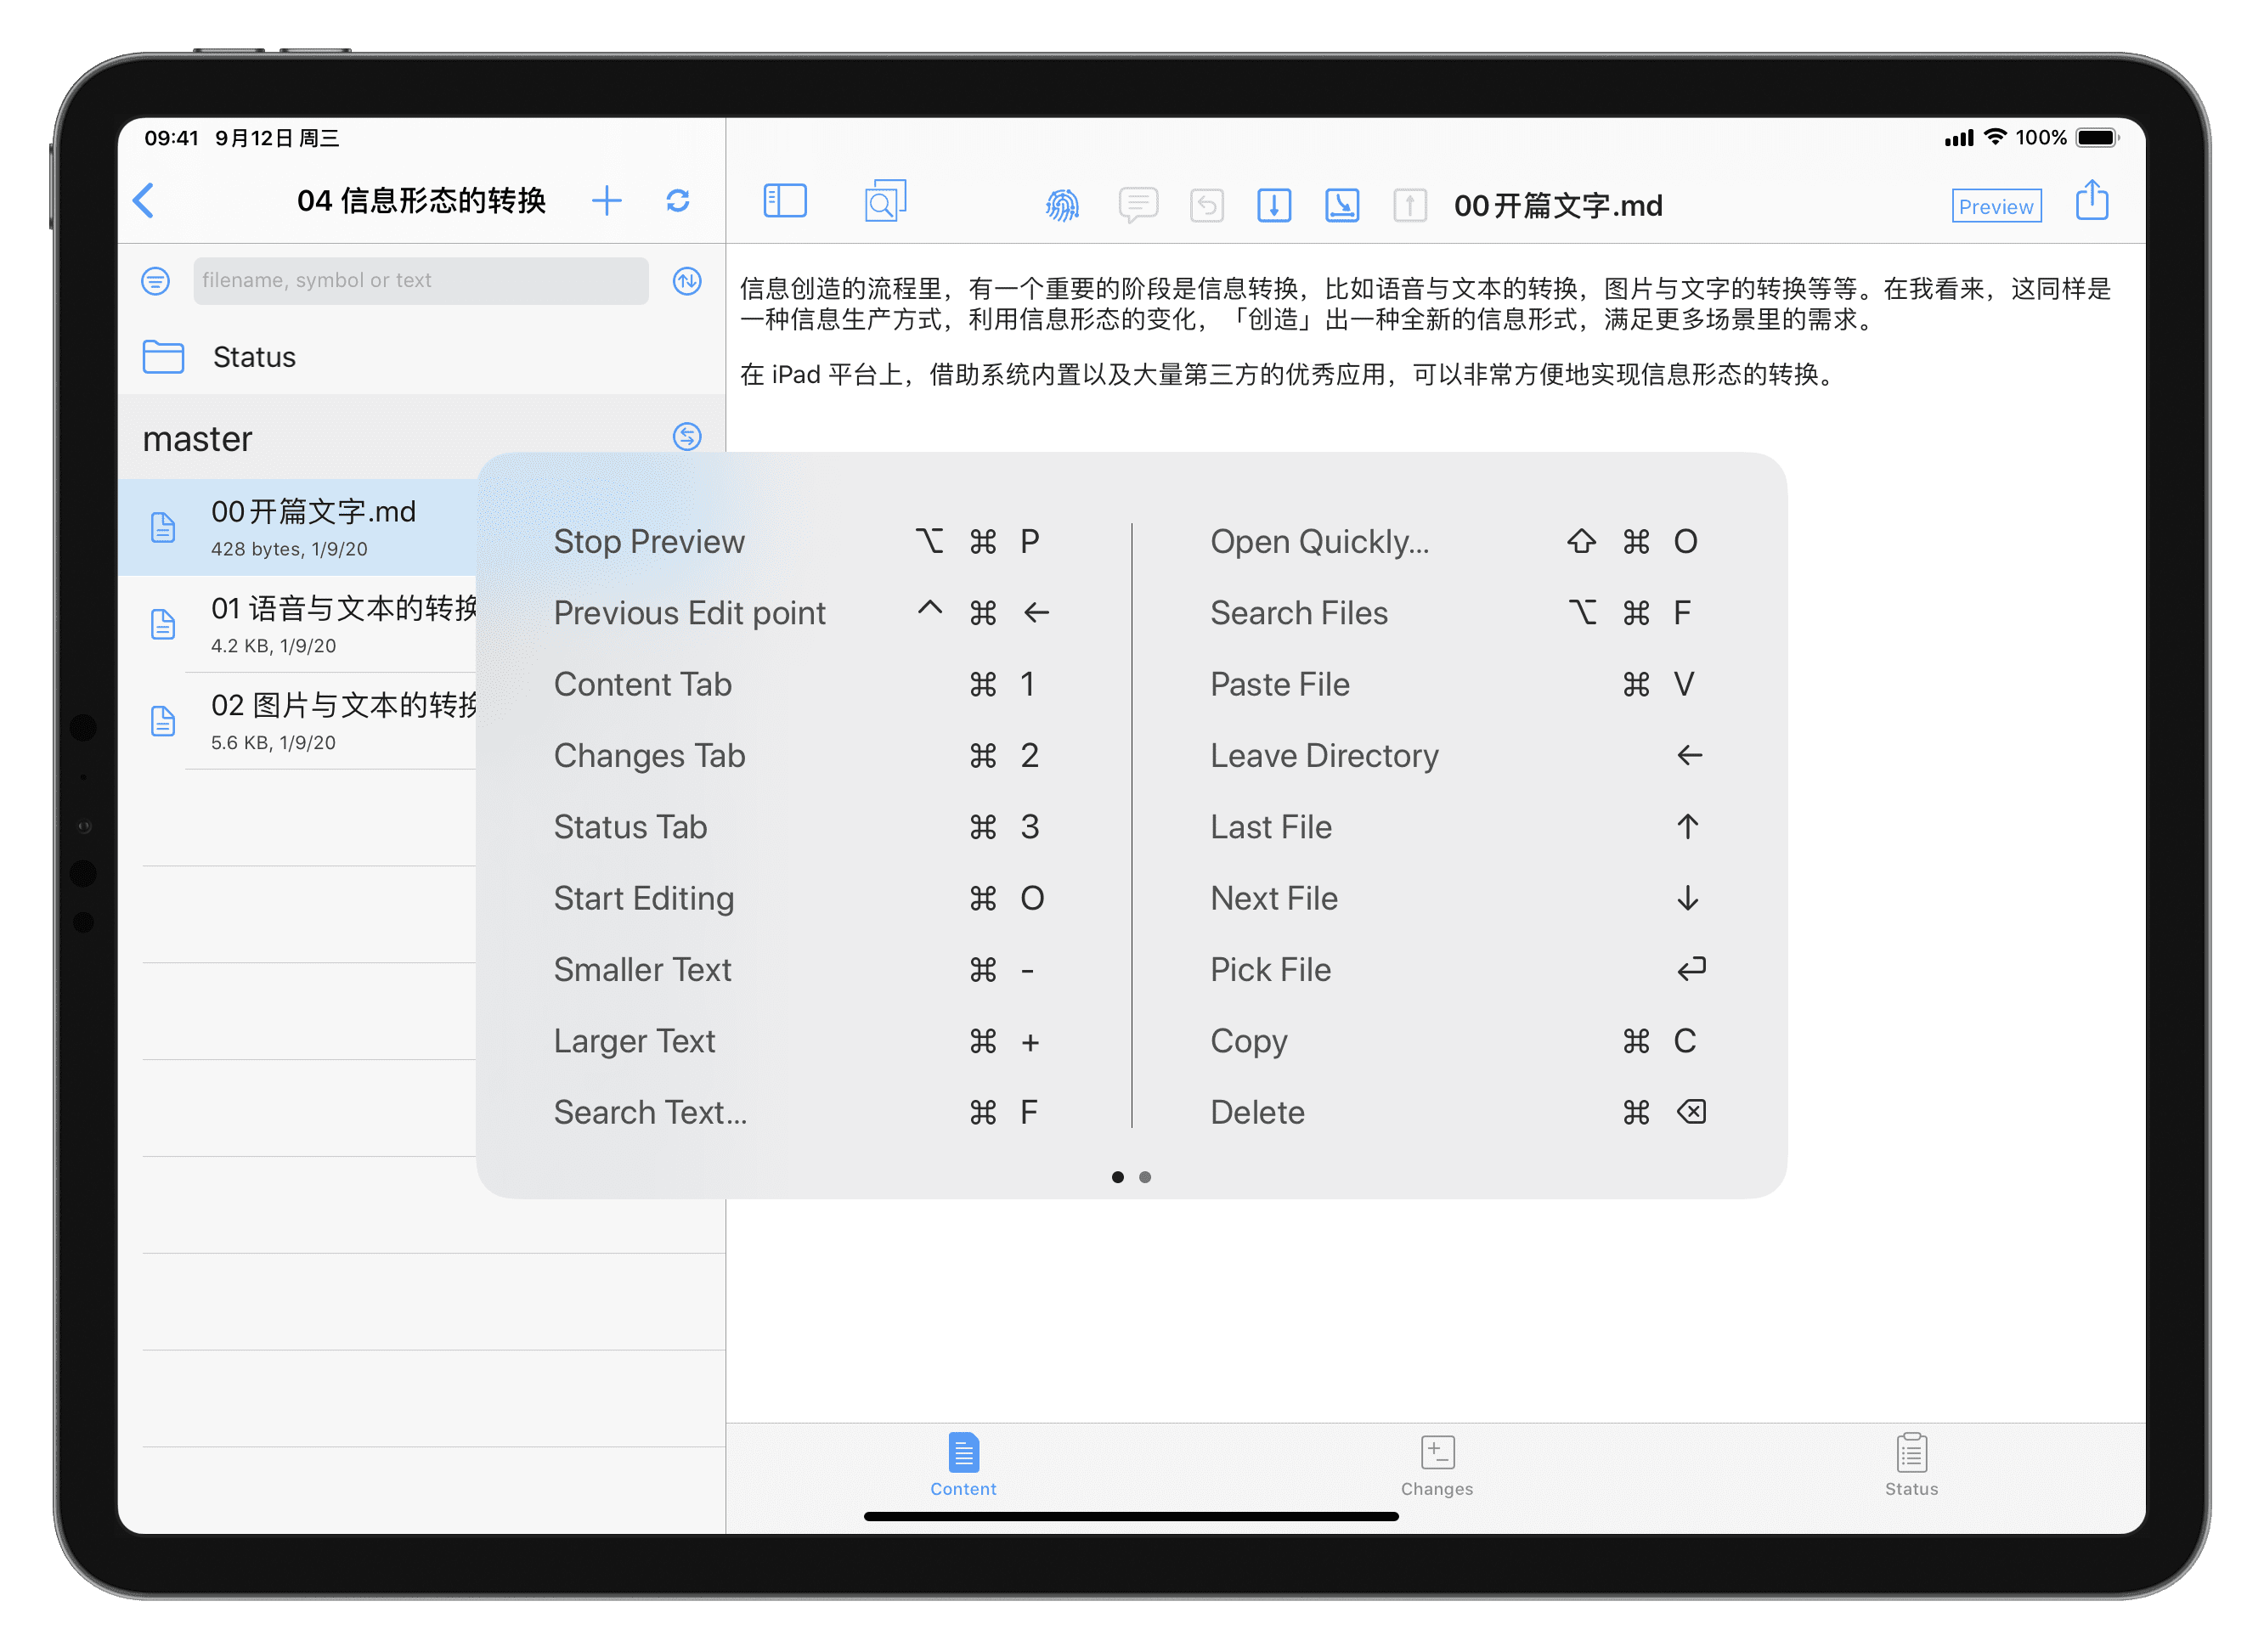 09:41 9月12日 周三
100%
04 信息形态的转换
00开篇文字.md
Preview
filename, symbol or text
Status
master
00开篇文字.md
428 bytes, 1/9/20
01 语音与文本的转换
4.2 KB, 1/9/20
02 图片与文本的转换
5.6 KB, 1/9/20
信息创造的流程里，有一个重要的阶段是信息转换，比如语音与文本的转换，图片与文字的转换等等。在我看来，这同样是
一种信息生产方式，利用信息形态的变化，「创造」出一种全新的信息形式，满足更多场景里的需求。
在 iPad 平台上，借助系统内置以及大量第三方的优秀应用，可以非常方便地实现信息形态的转换。
Stop Preview ⌥ ⌘ P
Previous Edit point ^ ⌘ ←
Content Tab ⌘ 1
Changes Tab ⌘ 2
Status Tab ⌘ 3
Start Editing ⌘ O
Smaller Text ⌘ -
Larger Text ⌘ +
Search Text... ⌘ F
Open Quickly... ⇧ ⌘ O
Search Files ⌥ ⌘ F
Paste File ⌘ V
Leave Directory ←
Last File ↑
Next File ↓
Pick File ↩
Copy ⌘ C
Delete ⌘ ⌫
Content
Changes
Status